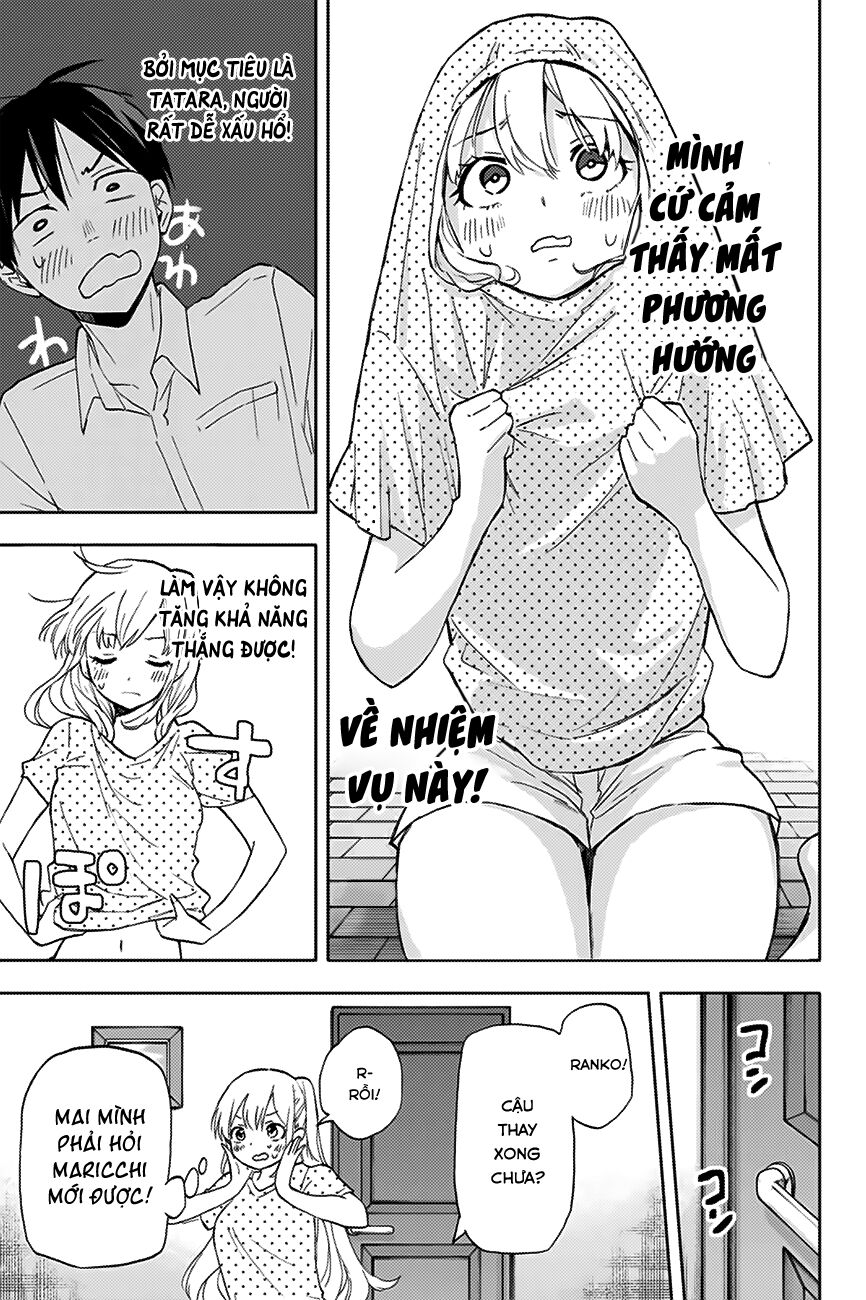 MÌNH
CỨ CẢM
THẤY MẤT
PHƯƠNG
HƯỚNG
VỀ NHIỆM
VỤ NÀY!
BỞI MỤC TIÊU LÀ
TATARA, NGƯỜI
RẤT DỄ XẤU HỔ!
あわ
わ
LÀM VẬY KHÔNG
TĂNG KHẢ NĂNG
THẮNG ĐƯỢC!
すぽ
コン
コン
RANKO!
CẬU
THAY
XONG
CHƯA?
R-
RỒI!
MAI MÌNH
PHẢI HỎI
MARICCHI
MỚI ĐƯỢC!